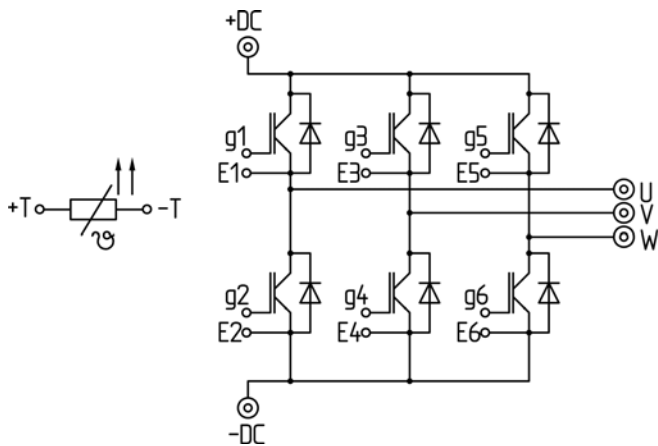 +DC
g1 g3 g5
E1 E3 E5
+T -T
ϑ
U
V
W
g2 g4 g6
E2 E4 E6
-DC